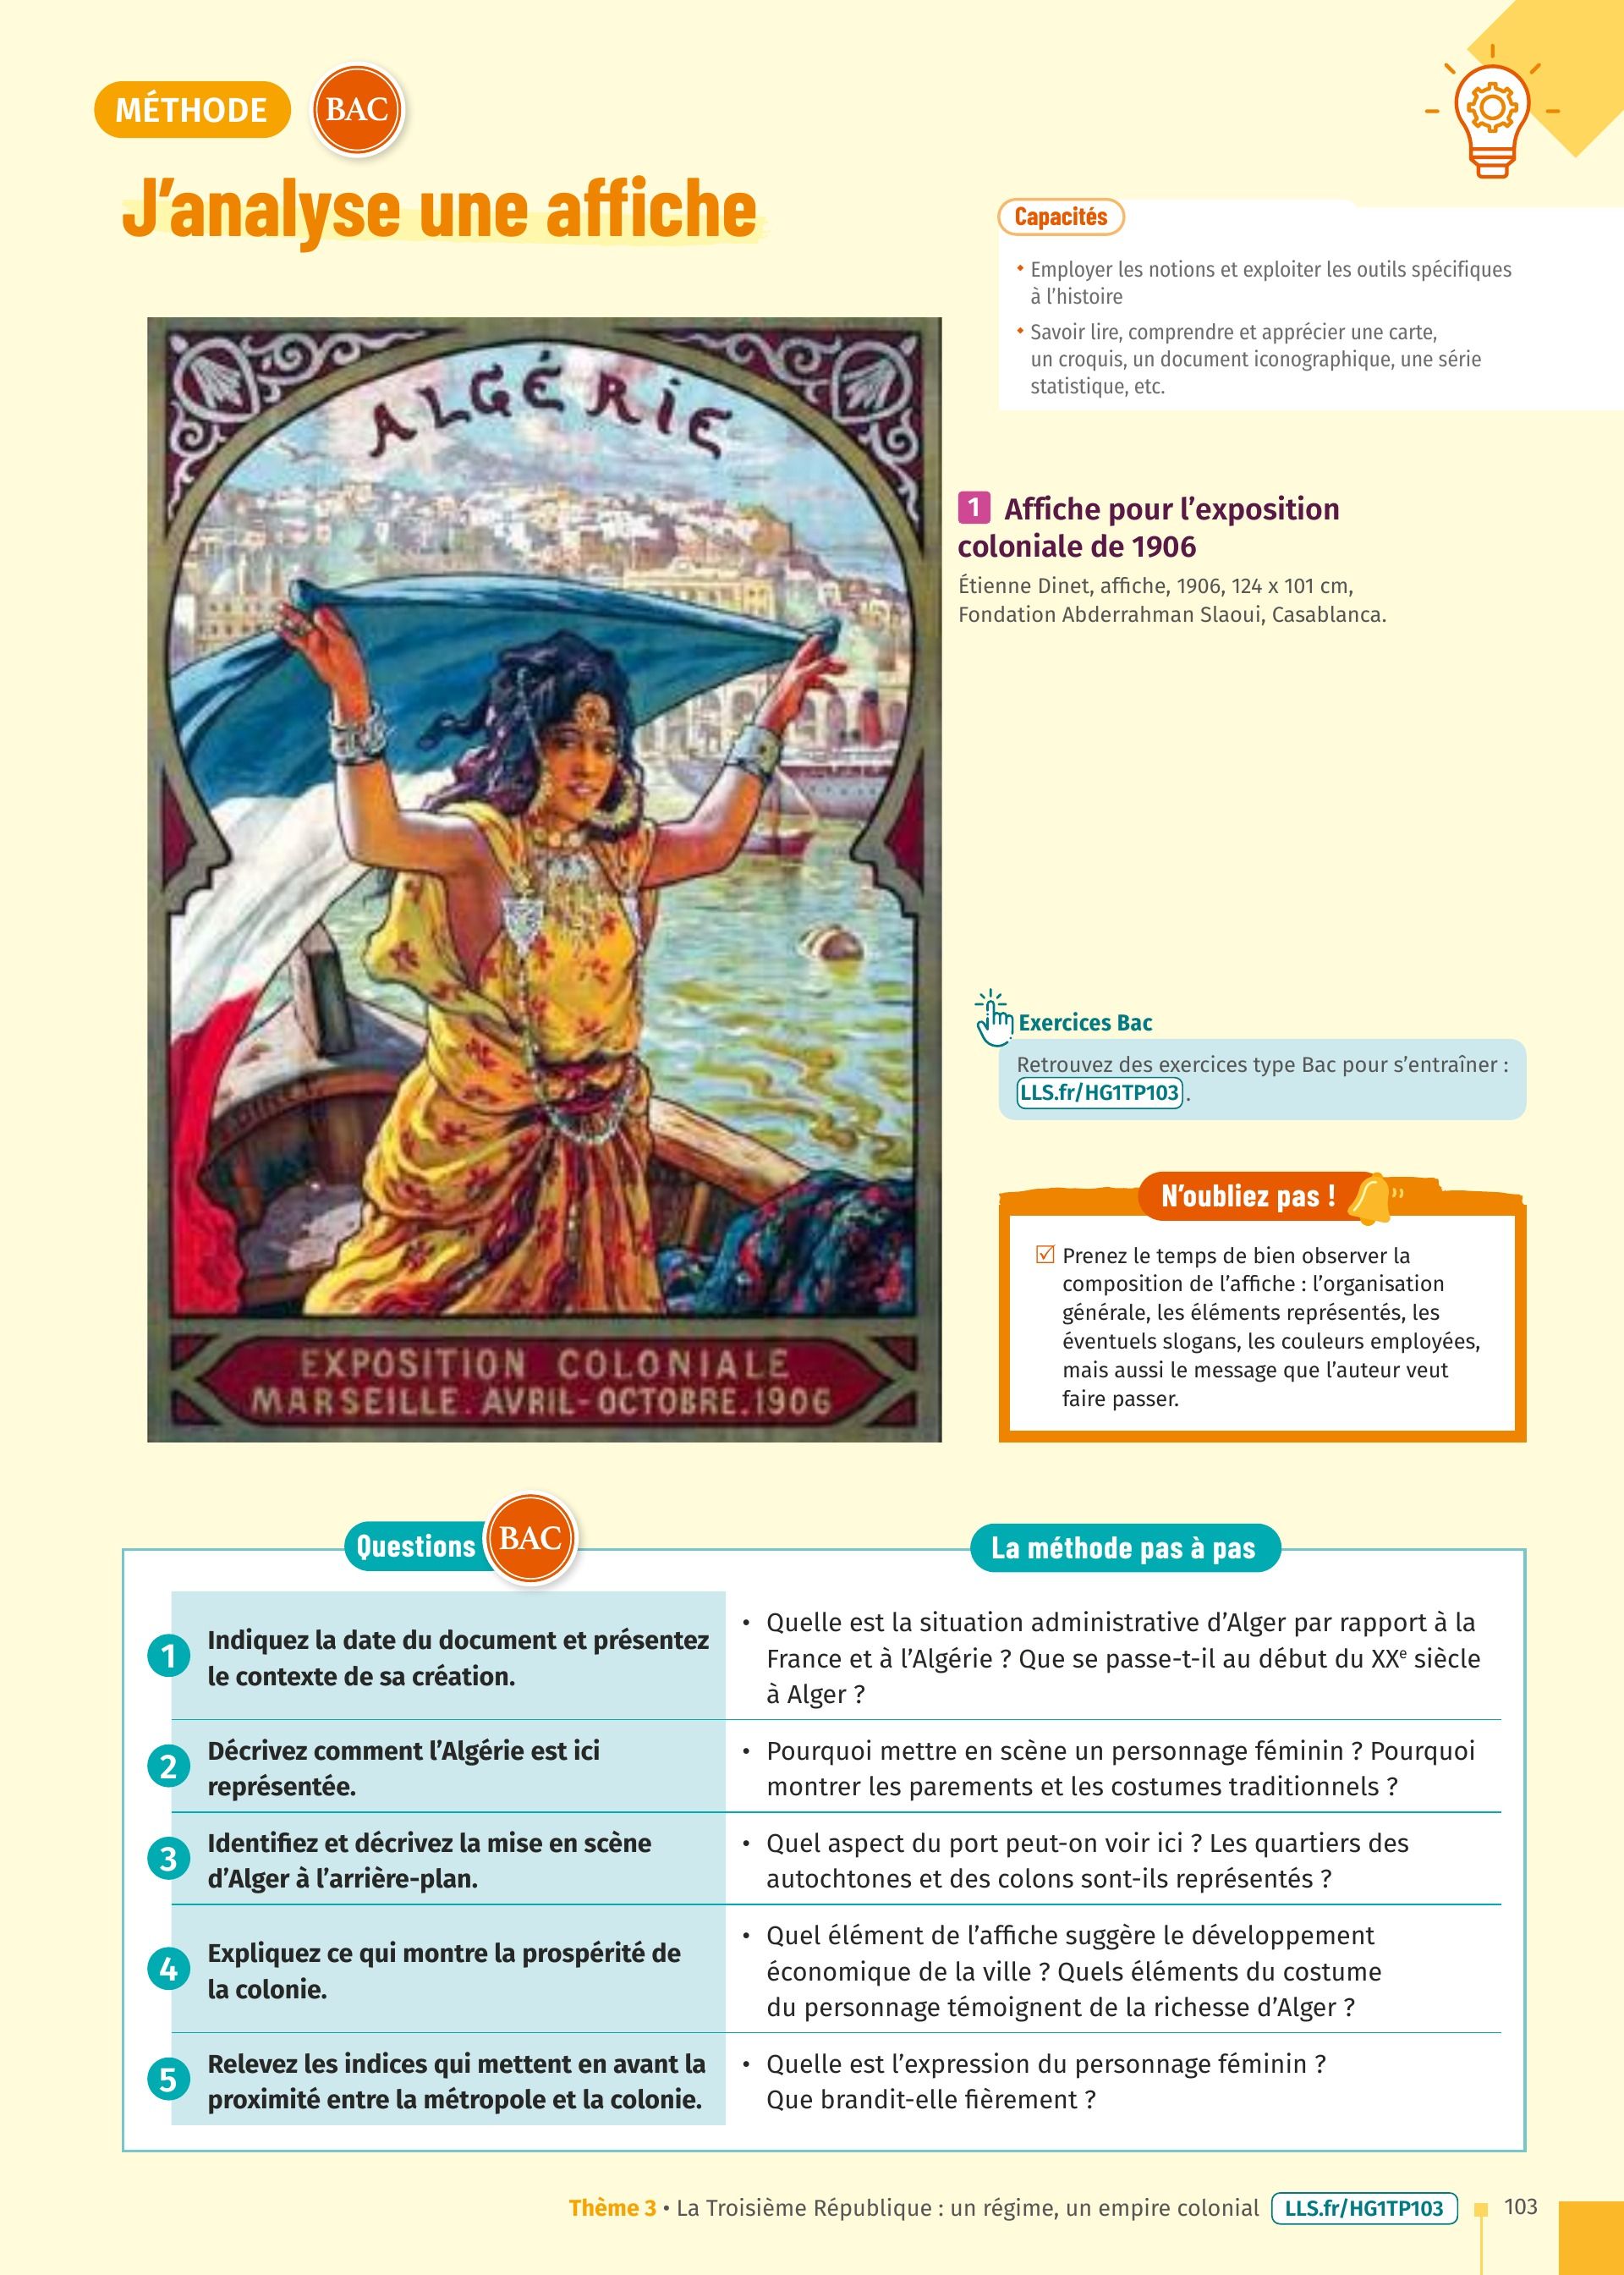 MÉTHODE
BAC
J’analyse une affiche
Capacités
• Employer les notions et exploiter les outils spécifiques
à l’histoire
• Savoir lire, comprendre et apprécier une carte,
un croquis, un document iconographique, une série
statistique, etc.
ALGÉRIE
EXPOSITION COLONIALE
MARSEILLE. AVRIL-OCTOBRE.1906
1 Affiche pour l’exposition
coloniale de 1906
Étienne Dinet, affiche, 1906, 124 x 101 cm,
Fondation Abderrahman Slaoui, Casablanca.
Exercices Bac
Retrouvez des exercices type Bac pour s’entraîner :
LLS.fr/HG1TP103.
N’oubliez pas !
Prenez le temps de bien observer la
composition de l’affiche : l’organisation
générale, les éléments représentés, les
éventuels slogans, les couleurs employées,
mais aussi le message que l’auteur veut
faire passer.
Questions BAC
La méthode pas à pas
1 Indiquez la date du document et présentez
le contexte de sa création.
• Quelle est la situation administrative d’Alger par rapport à la
France et à l’Algérie ? Que se passe-t-il au début du XXe siècle
à Alger ?
2 Décrivez comment l’Algérie est ici
représentée.
• Pourquoi mettre en scène un personnage féminin ? Pourquoi
montrer les parements et les costumes traditionnels ?
3 Identifiez et décrivez la mise en scène
d’Alger à l’arrière-plan.
• Quel aspect du port peut-on voir ici ? Les quartiers des
autochtones et des colons sont-ils représentés ?
4 Expliquez ce qui montre la prospérité de
la colonie.
• Quel élément de l’affiche suggère le développement
économique de la ville ? Quels éléments du costume
du personnage témoignent de la richesse d’Alger ?
5 Relevez les indices qui mettent en avant la
proximité entre la métropole et la colonie.
• Quelle est l’expression du personnage féminin ?
Que brandit-elle fièrement ?
Thème 3 • La Troisième République : un régime, un empire colonial LLS.fr/HG1TP103 103